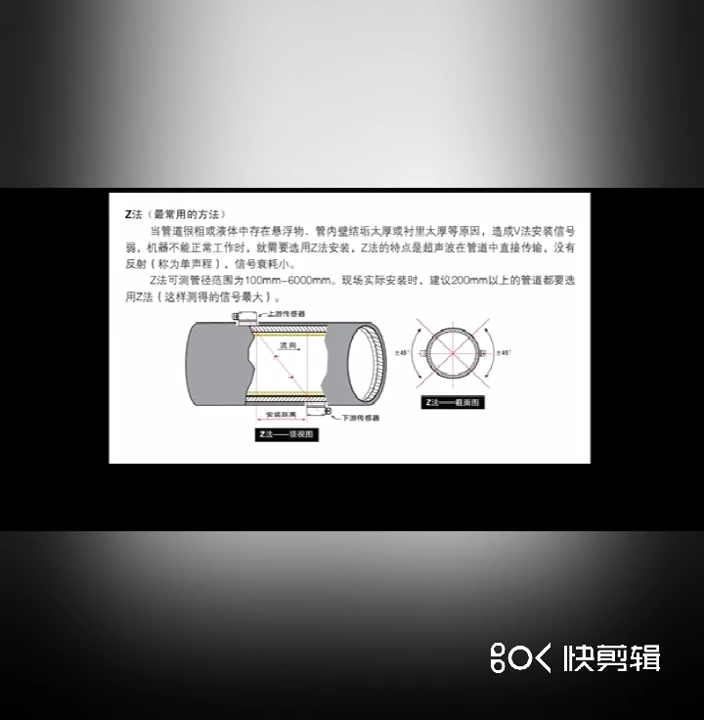 Z法（最常用的方法）
当管道很粗或液体中存在悬浮物、管内壁结垢太厚或衬里太厚等原因，造成V法安装信号
弱，机器不能正常工作时，就需要选用Z法安装，Z法的特点是超声波在管道中直接传输，没有
反射（称为单声程），信号衰耗小。
Z法可测管径范围为100mm-6000mm。现场实际安装时，建议200mm以上的管道都要选
用Z法（这样测得的信号最大）。
上游传感器
流向
±45°
±45°
安装距离
下游传感器
Z法——顶视图
Z法——截面图
快剪辑